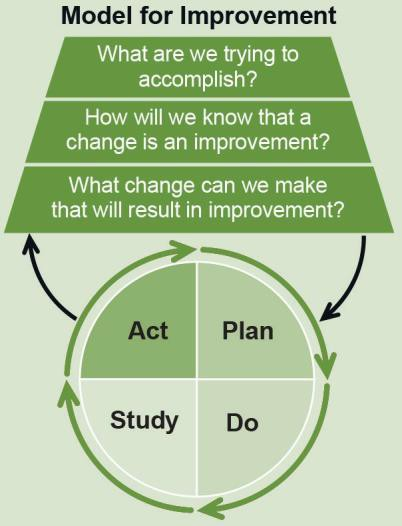 Model for Improvement
What are we trying to
accomplish?
How will we know that a
change is an improvement?
What change can we make
that will result in improvement?
Act
Plan
Study
Do